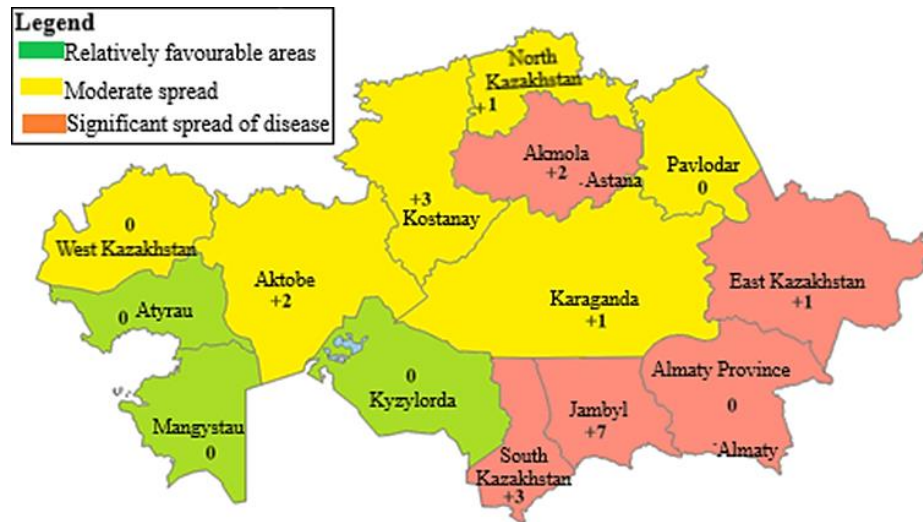 Legend
Relatively favourable areas
Moderate spread
Significant spread of disease
North
Kazakhstan
+1
Akmola
+2
-Astana
Pavlodar
0
+3
Kostanay
0
West Kazakhstan
Aktobe
+2
Atyrau
0
Karaganda
+1
East Kazakhstan
+1
Mangystau
0
0
Kyzylorda
South
Kazakhstan
+3
Jambyl
+7
Almaty Province
0
-Almaty